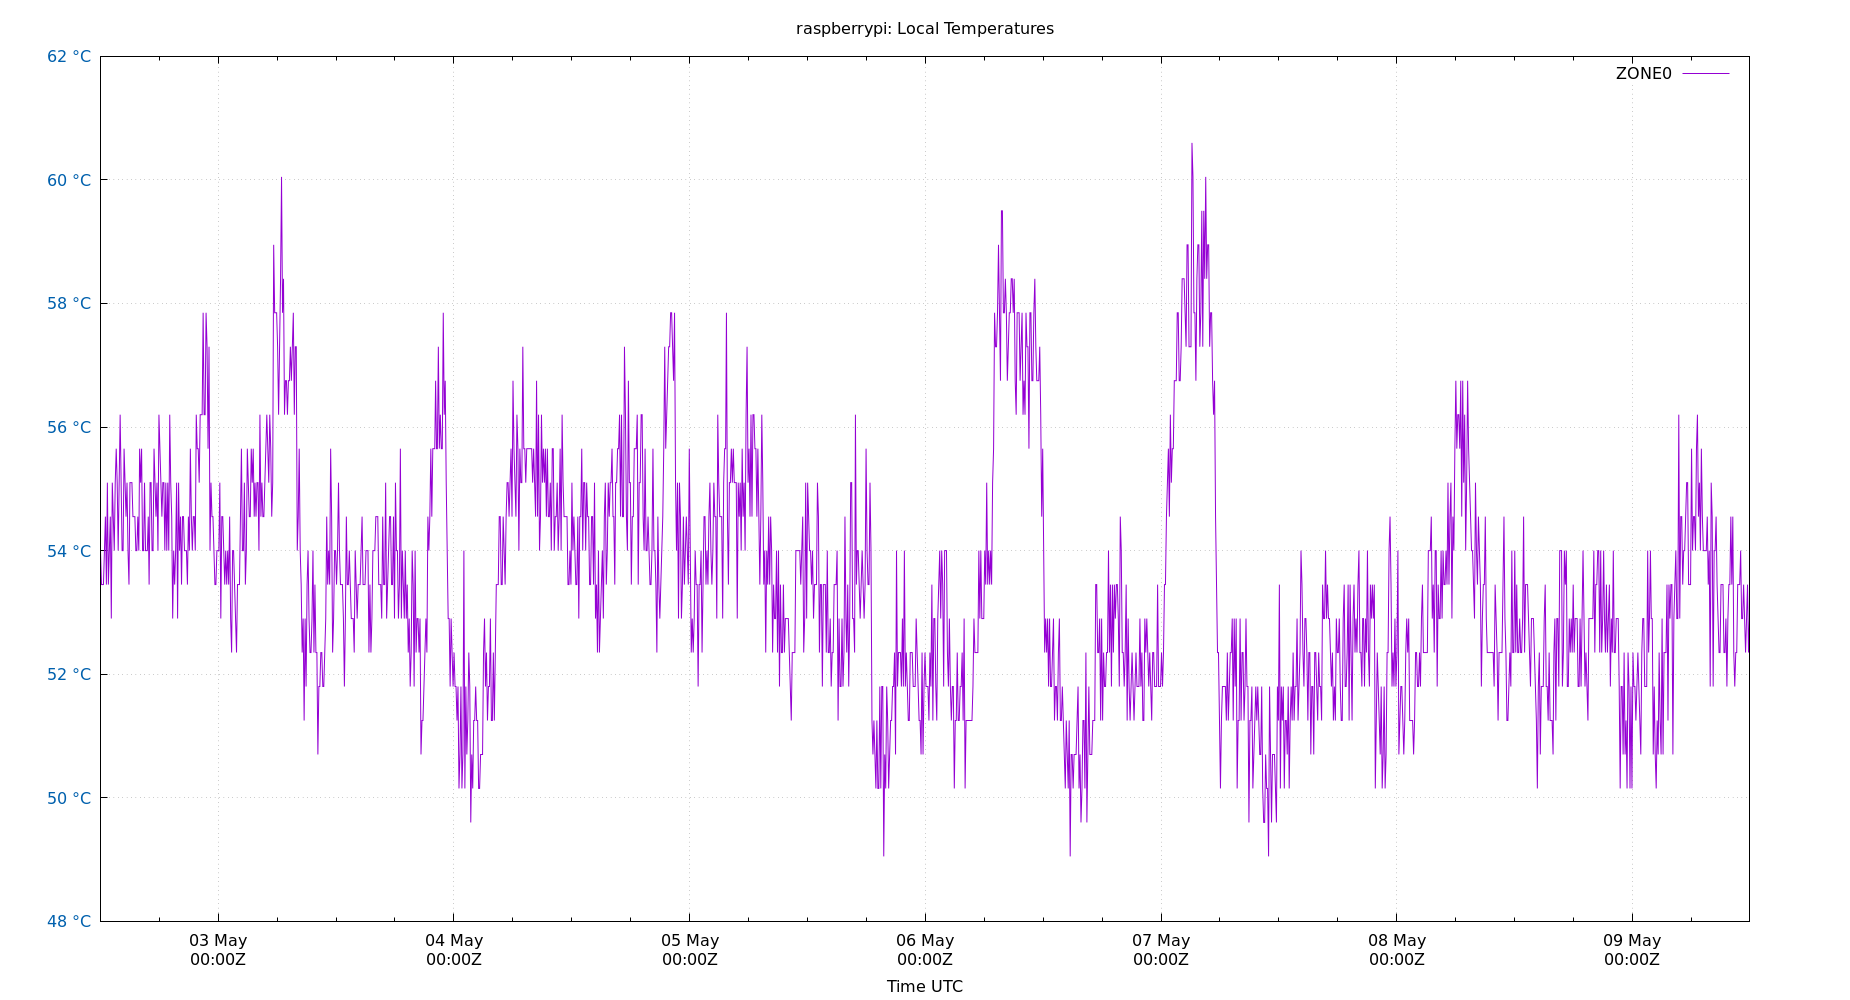 raspberrypi: Local Temperatures
62 °C
ZONE0
60 °C
58 °C
56 °C
54 °C
52 °C
50 °C
48 °C
03 May 04 May 05 May 06 May 07 May 08 May 09 May
00:00Z 00:00Z 00:00Z 00:00Z 00:00Z 00:00Z 00:00Z
Time UTC